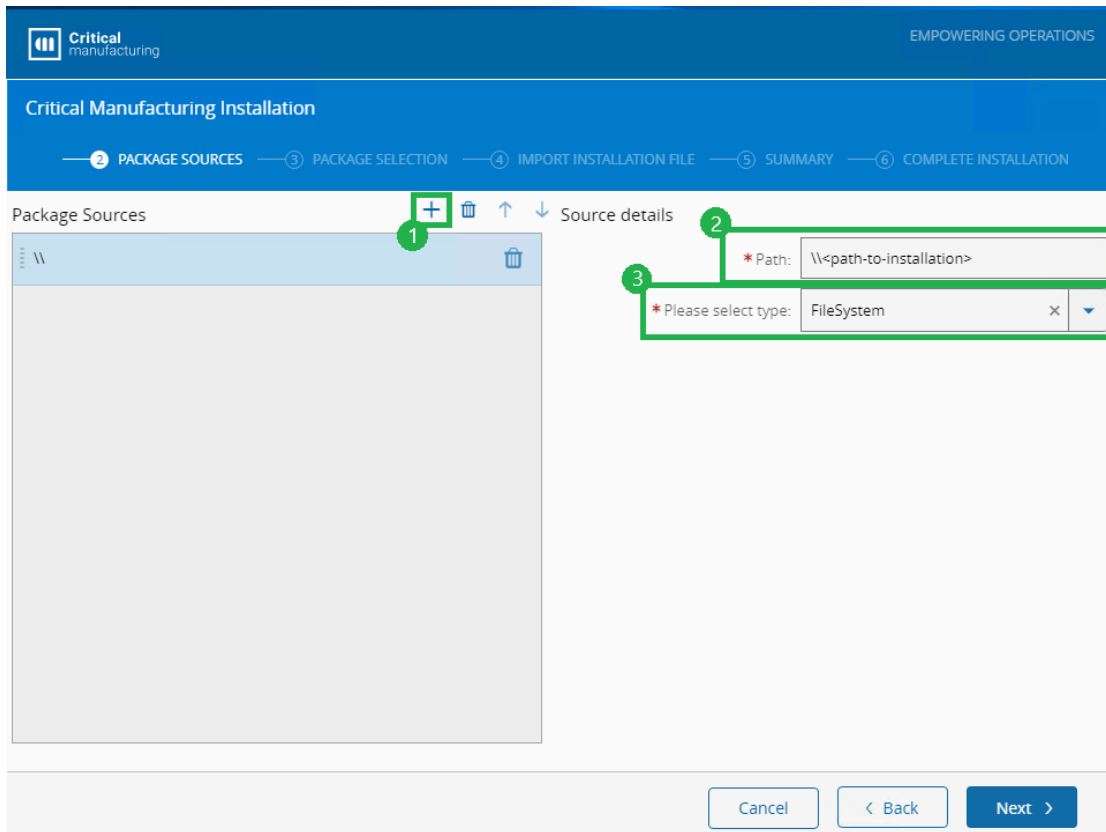 Critical
manufacturing
EMPOWERING OPERATIONS
Critical Manufacturing Installation
2 PACKAGE SOURCES 3 PACKAGE SELECTION 4 IMPORT INSTALLATION FILE 5 SUMMARY 6 COMPLETE INSTALLATION
Package Sources
1
Source details
2
\\
* Path: \\<path-to-installation>
3
* Please select type: FileSystem
Cancel
< Back
Next >